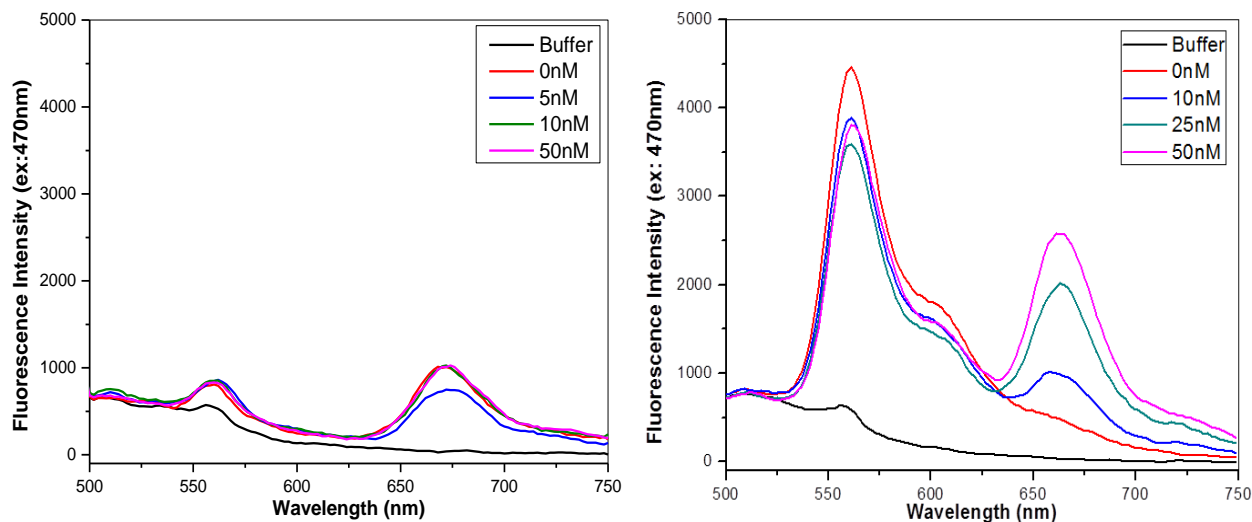 5000
4000
3000
2000
1000
0
Fluorescence Intensity (ex:470nm)
Buffer
0nM
5nM
10nM
50nM
500 550 600 650 700 750
Wavelength (nm)
5000
4000
3000
2000
1000
0
Fluorescence Intensity (ex: 470nm)
Buffer
0nM
10nM
25nM
50nM
500 550 600 650 700 750
Wavelength (nm)